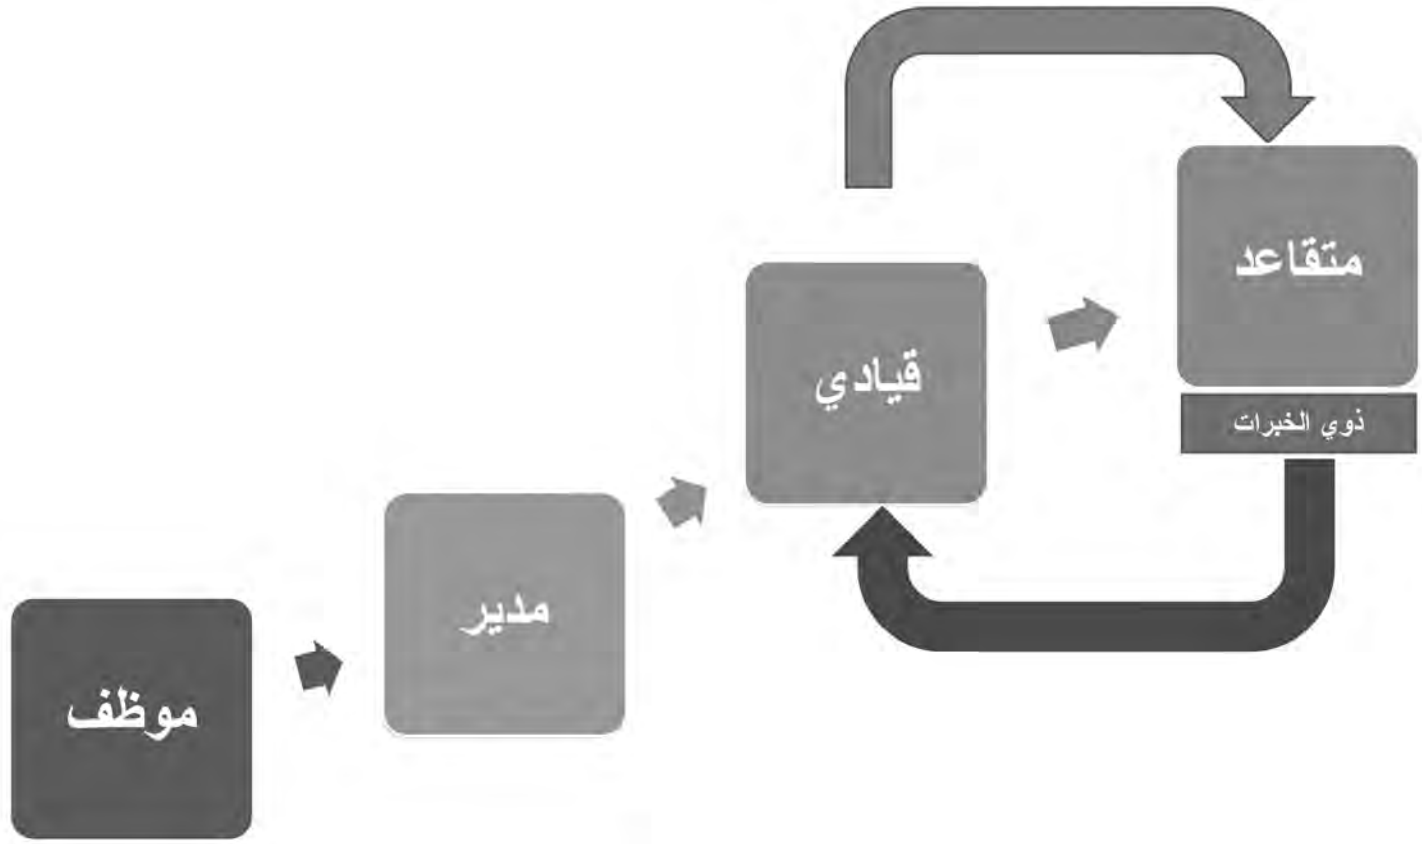 موظف
مدير
قيادي
متقاعد
ذوي الخبرات